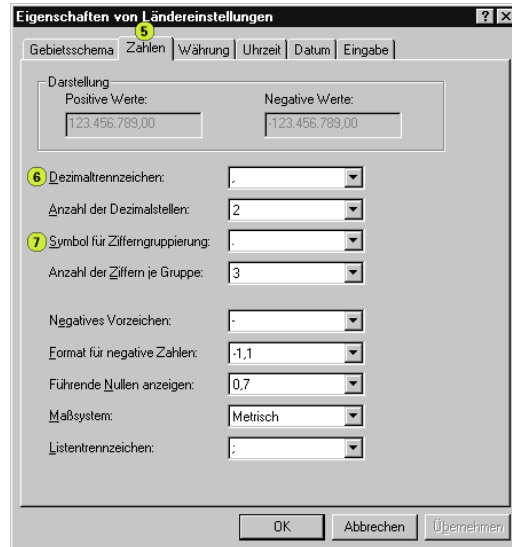 Eigenschaften von Ländereinstellungen
5
Gebietsschema Zahlen Währung Uhrzeit Datum Eingabe
Darstellung
Positive Werte: Negative Werte:
123.456.789,00 -123.456.789,00
6 Dezimaltrennzeichen: ,
Anzahl der Dezimalstellen: 2
7 Symbol für Zifferngruppierung: .
Anzahl der Ziffern je Gruppe: 3
Negatives Vorzeichen: -
Format für negative Zahlen: -1,1
Führende Nullen anzeigen: 0,7
Maßsystem: Metrisch
Listentrennzeichen: ;
OK Abbrechen Übernehmen